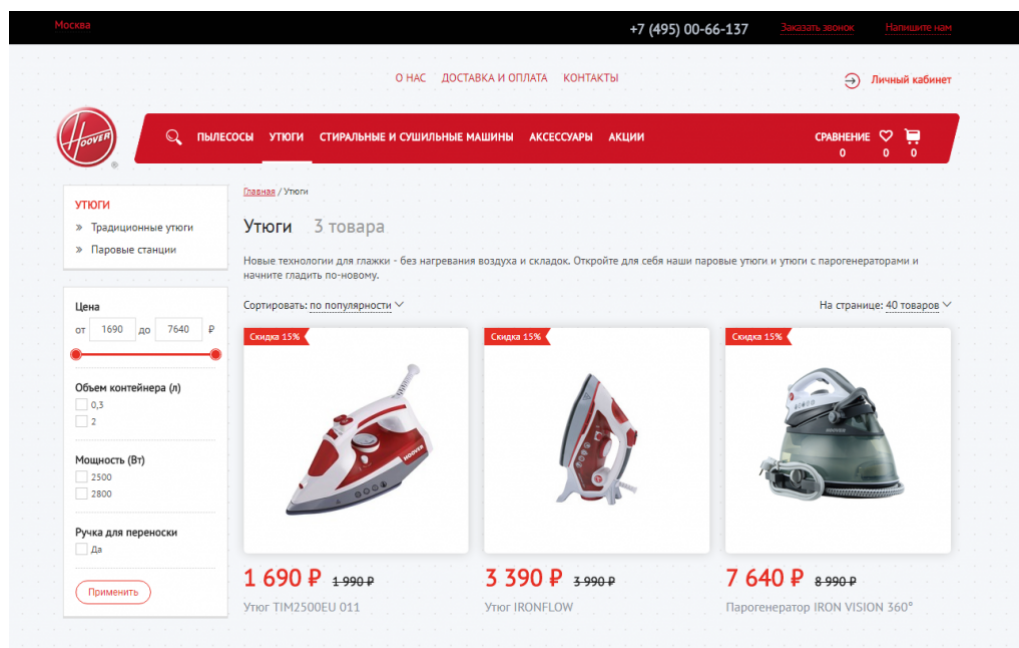 Москва
+7 (495) 00-66-137 Заказать звонок Напишите нам
О НАС ДОСТАВКА И ОПЛАТА КОНТАКТЫ
Личный кабинет
Hoover
ПЫЛЕСОСЫ УТЮГИ СТИРАЛЬНЫЕ И СУШИЛЬНЫЕ МАШИНЫ АКСЕССУАРЫ АКЦИИ СРАВНЕНИЕ
0 0 0
УТЮГИ
» Традиционные утюги
» Паровые станции
Главная / Утюги
Утюги 3 товара
Новые технологии для глажки - без нагревания воздуха и складок. Откройте для себя наши паровые утюги и утюги с парогенераторами и
начните гладить по-новому.
Сортировать: по популярности На странице: 40 товаров
Цена
от 1690 до 7640 ₽
Объем контейнера (л)
0,3
2
Мощность (Вт)
2500
2800
Ручка для переноски
Да
Применить
Скидка 15%
HOOVER
1 690 ₽ 1 990 ₽
Утюг TIM2500EU 011
Скидка 15%
3 390 ₽ 3 990 ₽
Утюг IRONFLOW
Скидка 15%
7 640 ₽ 8 990 ₽
Парогенератор IRON VISION 360°